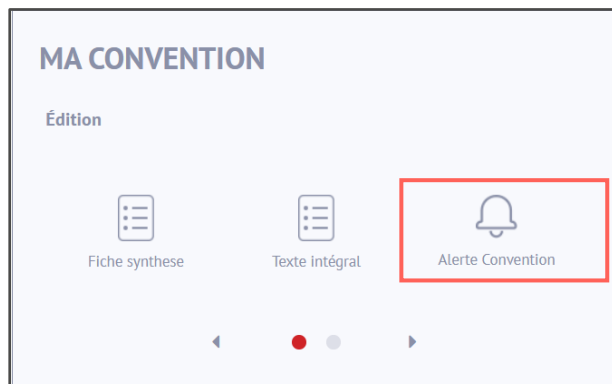 MA CONVENTION
Édition
Fiche synthese
Texte intégral
Alerte Convention